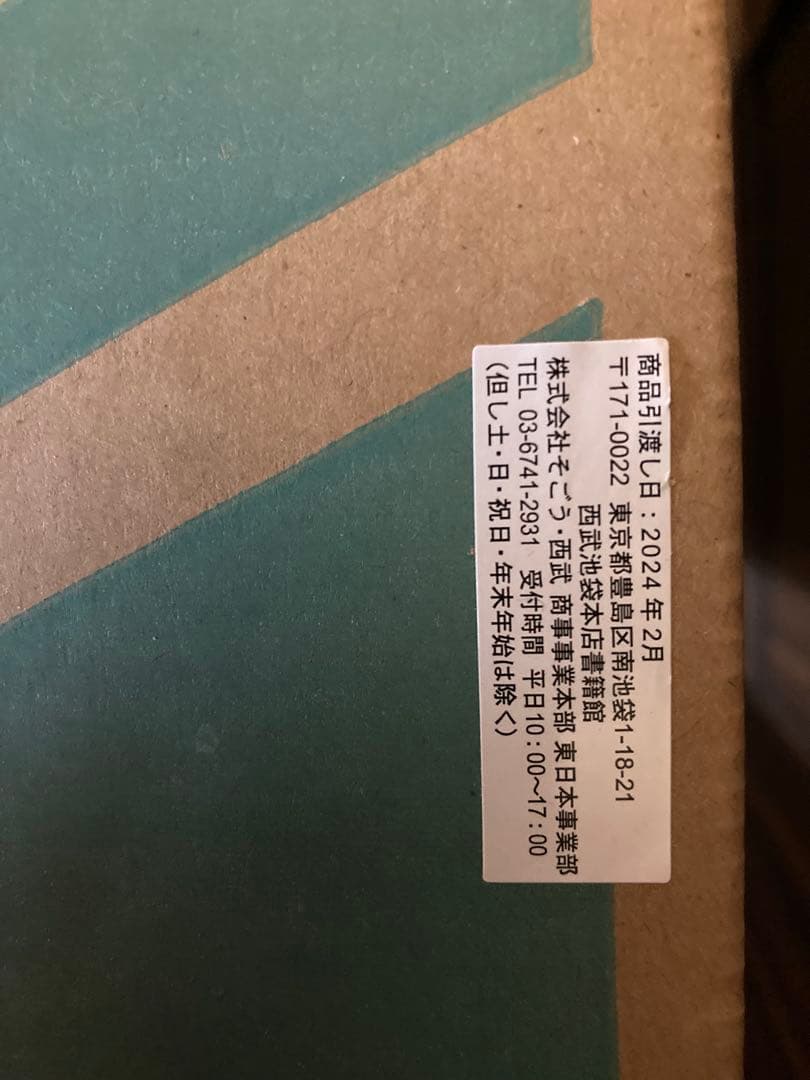 商品引渡し日：2024年2月
〒171-0022 東京都豊島区南池袋1-18-21
西武池袋本店書籍館
株式会社そごう・西武 商事事業本部 東日本事業部
TEL 03-6741-2931 受付時間 平日10：00～17：00
（但し土・日・祝日・年末年始は除く）